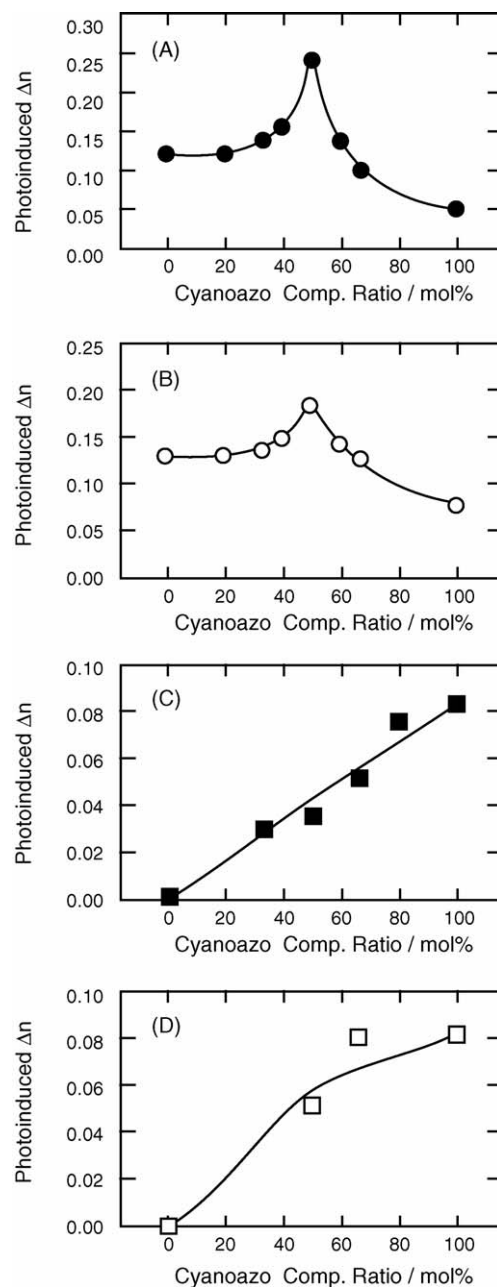 Photoinduced Δn
0.30
0.25
0.20
0.15
0.10
0.05
0.00
(A)
0 20 40 60 80 100
Cyanoazo Comp. Ratio / mol%
Photoinduced Δn
0.25
0.20
0.15
0.10
0.05
0.00
(B)
0 20 40 60 80 100
Cyanoazo Comp. Ratio / mol%
Photoinduced Δn
0.10
0.08
0.06
0.04
0.02
0.00
(C)
0 20 40 60 80 100
Cyanoazo Comp. Ratio / mol%
Photoinduced Δn
0.10
0.08
0.06
0.04
0.02
0.00
(D)
0 20 40 60 80 100
Cyanoazo Comp. Ratio / mol%